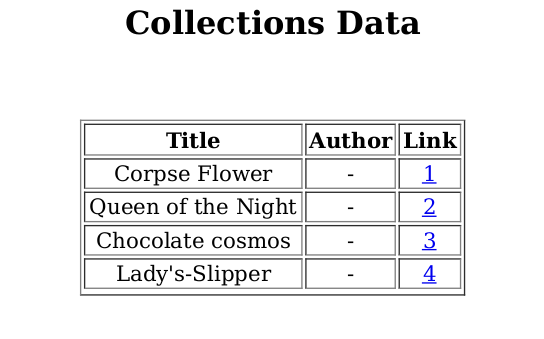 Collections Data
Title Author Link
Corpse Flower - 1
Queen of the Night - 2
Chocolate cosmos - 3
Lady's-Slipper - 4